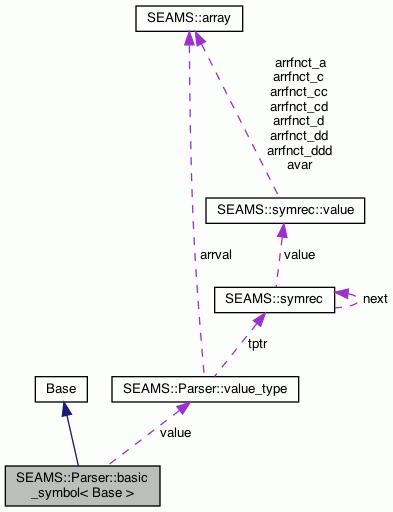 SEAMS::array
arrfnct_a
arrfnct_c
arrfnct_cc
arrfnct_cd
arrfnct_d
arrfnct_dd
arrfnct_ddd
avar
SEAMS::symrec::value
arrval
value
SEAMS::symrec
next
tptr
Base
SEAMS::Parser::value_type
value
SEAMS::Parser::basic
_symbol< Base >